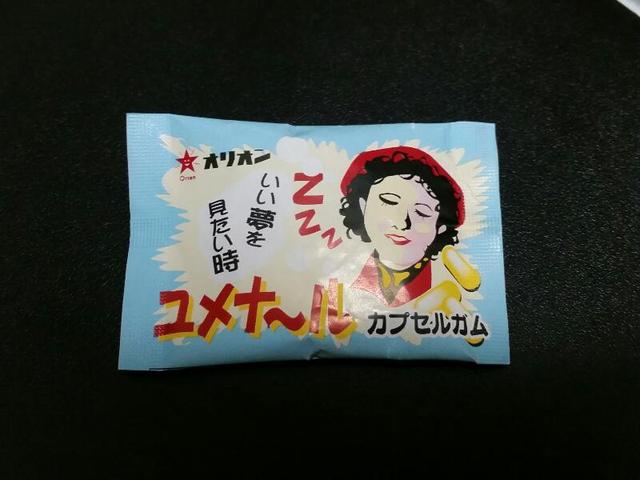 オリオン
Orion
いい夢を
見たい時
Z
Z
Z
ユメナ〜ル
カプセルガム